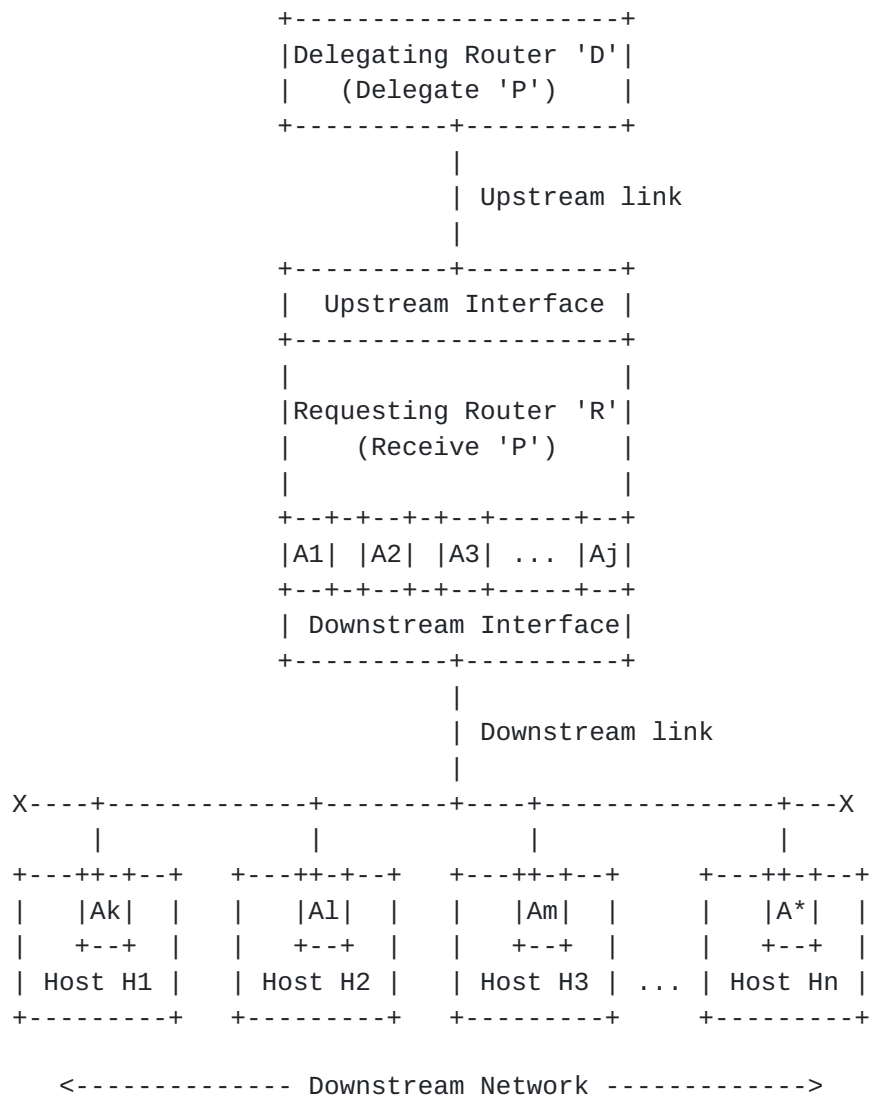 Delegating Router 'D'
(Delegate 'P')
Upstream link
Upstream Interface
Requesting Router 'R'
(Receive 'P')
A1 A2 A3 ... Aj
Downstream Interface
Downstream link
X X
Ak Al Am A*
Host H1 Host H2 Host H3 ... Host Hn
<-------------- Downstream Network ------------->